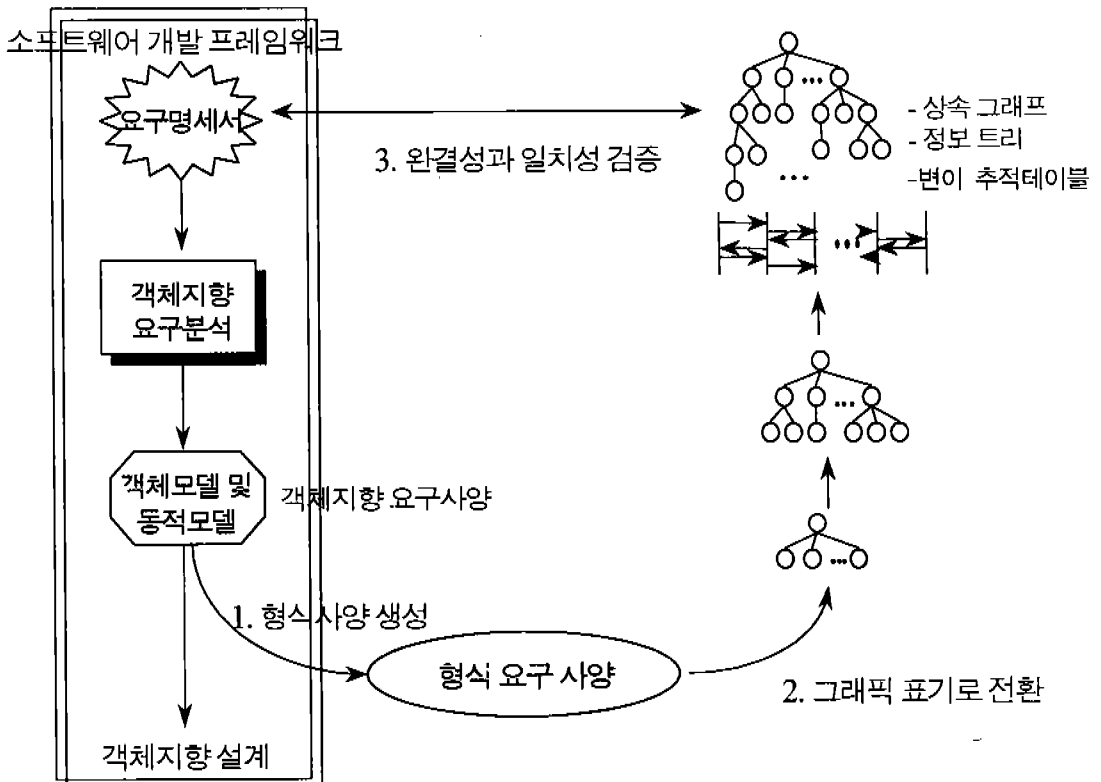 소프트웨어 개발 프레임워크
요구명세서
3. 완결성과 일치성 검증
- 상속 그래프
- 정보 트리
-변이 추적테이블
객체지향
요구분석
객체모델 및
동적모델
객체지향 요구사양
1. 형식 사양 생성
형식 요구 사양
2. 그래픽 표기로 전환
객체지향 설계